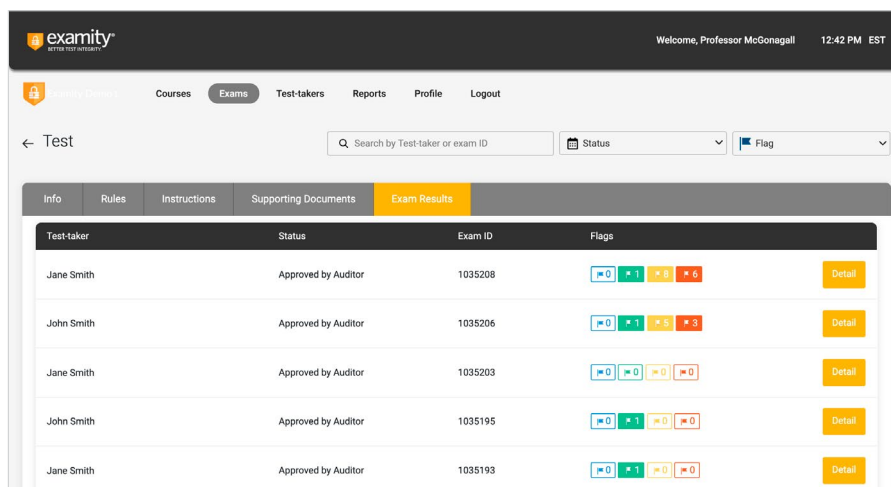 examity
BETTER TEST INTEGRITY
Welcome, Professor McGonagall 12:42 PM EST
Courses Exams Test-takers Reports Profile Logout
← Test
Search by Test-taker or exam ID Status Flag
Info Rules Instructions Supporting Documents Exam Results
Test-taker Status Exam ID Flags
Jane Smith Approved by Auditor 1035208 0 1 8 6 Detail
John Smith Approved by Auditor 1035206 0 1 5 3 Detail
Jane Smith Approved by Auditor 1035203 0 0 0 0 Detail
John Smith Approved by Auditor 1035195 0 1 0 0 Detail
Jane Smith Approved by Auditor 1035193 0 1 0 0 Detail